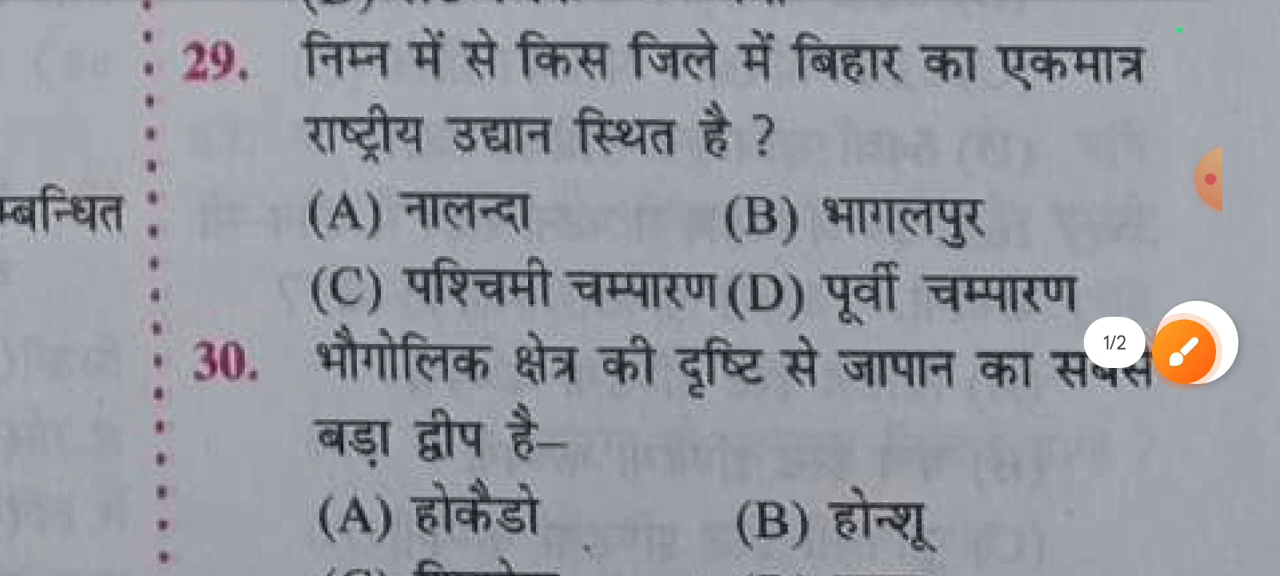 29. निम्न में से किस जिले में बिहार का एकमात्र
राष्ट्रीय उद्यान स्थित है ?
म्बन्धित
(A) नालन्दा (B) भागलपुर
(C) पश्चिमी चम्पारण (D) पूर्वी चम्पारण
30. भौगोलिक क्षेत्र की दृष्टि से जापान का सबसे
1/2
बड़ा द्वीप है–
(A) होकैडो (B) होन्शू